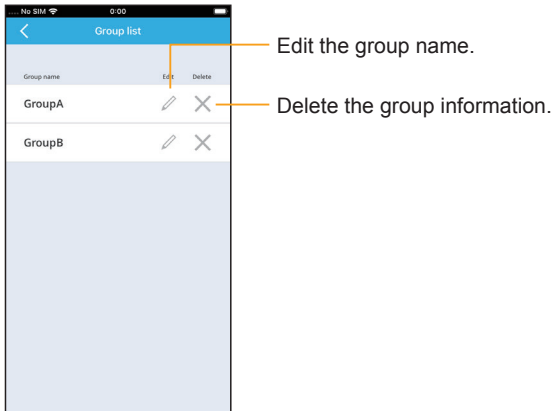 .... No SIM 0:00
Group list
Edit the group name.
Group name Edit Delete
GroupA
Delete the group information.
GroupB